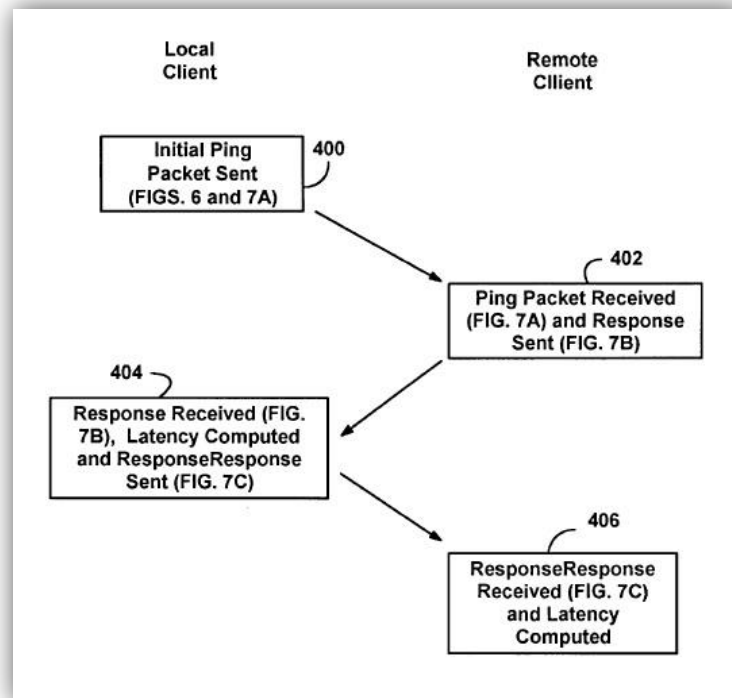 Local
Client
Remote
Cllient
Initial Ping
Packet Sent
(FIGS. 6 and 7A)
400
402
Ping Packet Received
(FIG. 7A) and Response
Sent (FIG. 7B)
404
Response Received (FIG.
7B), Latency Computed
and ResponseResponse
Sent (FIG. 7C)
406
ResponseResponse
Received (FIG. 7C)
and Latency
Computed